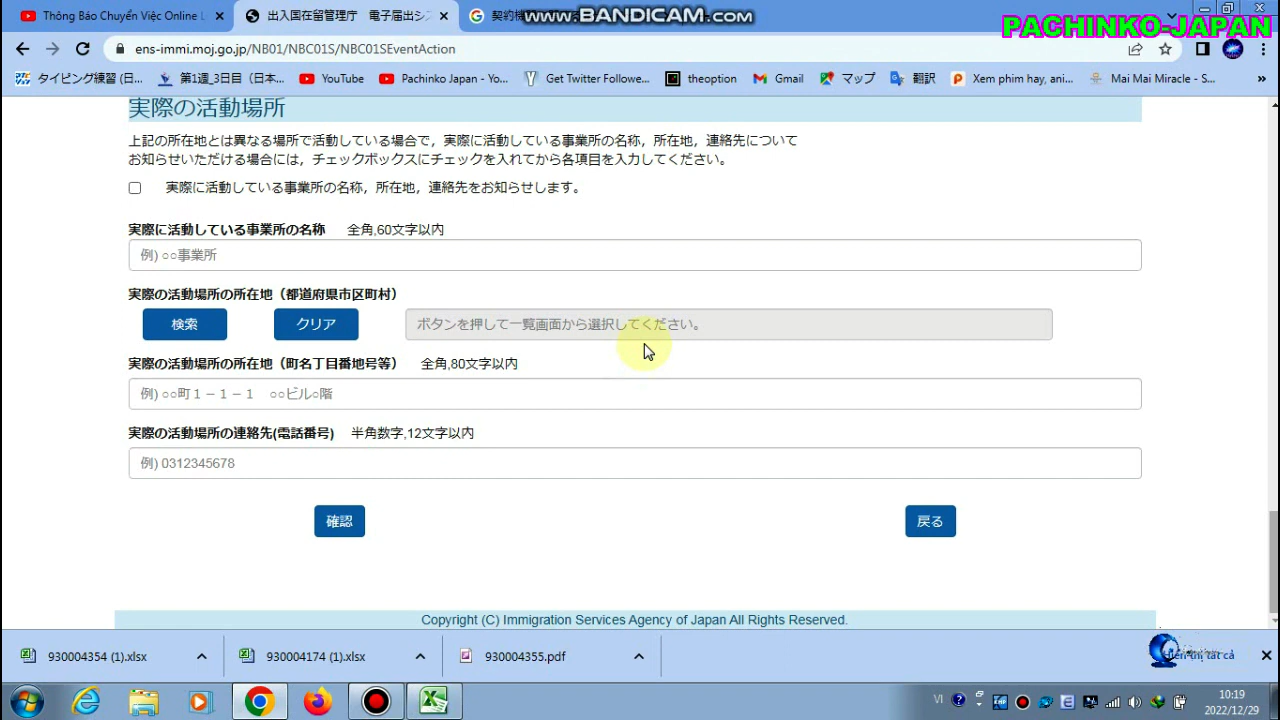 Thông Báo Chuyển Việc Online
出入国在留管理庁 電子届出シス
契約機
WWW.BANDICAM.COM
PACHINKO-JAPAN
ens-immi.moj.go.jp/NB01/NBC01S/NBC01SEventAction
タイピング練習 (日... 第1週_3日目 (日本... YouTube Pachinko Japan - Yo... Get Twitter Followe... theoption Gmail マップ 翻訳 Xem phim hay, ani... Mai Mai Miracle - S... »
実際の活動場所
上記の所在地とは異なる場所で活動している場合で，実際に活動している事業所の名称，所在地，連絡先について
お知らせいただける場合には，チェックボックスにチェックを入れてから各項目を入力してください。
実際に活動している事業所の名称，所在地，連絡先をお知らせします。
実際に活動している事業所の名称 全角,60文字以内
例) ○○事業所
実際の活動場所の所在地（都道府県市区町村）
検索 クリア ボタンを押して一覧画面から選択してください。
実際の活動場所の所在地（町名丁目番地号等） 全角,80文字以内
例) ○○町１－１－１ ○○ビル○階
実際の活動場所の連絡先(電話番号) 半角数字,12文字以内
例) 0312345678
確認 戻る
Copyright (C) Immigration Services Agency of Japan All Rights Reserved.
930004354 (1).xlsx 930004174 (1).xlsx 930004355.pdf Hiển thị tất cả
VI 10:19
2022/12/29